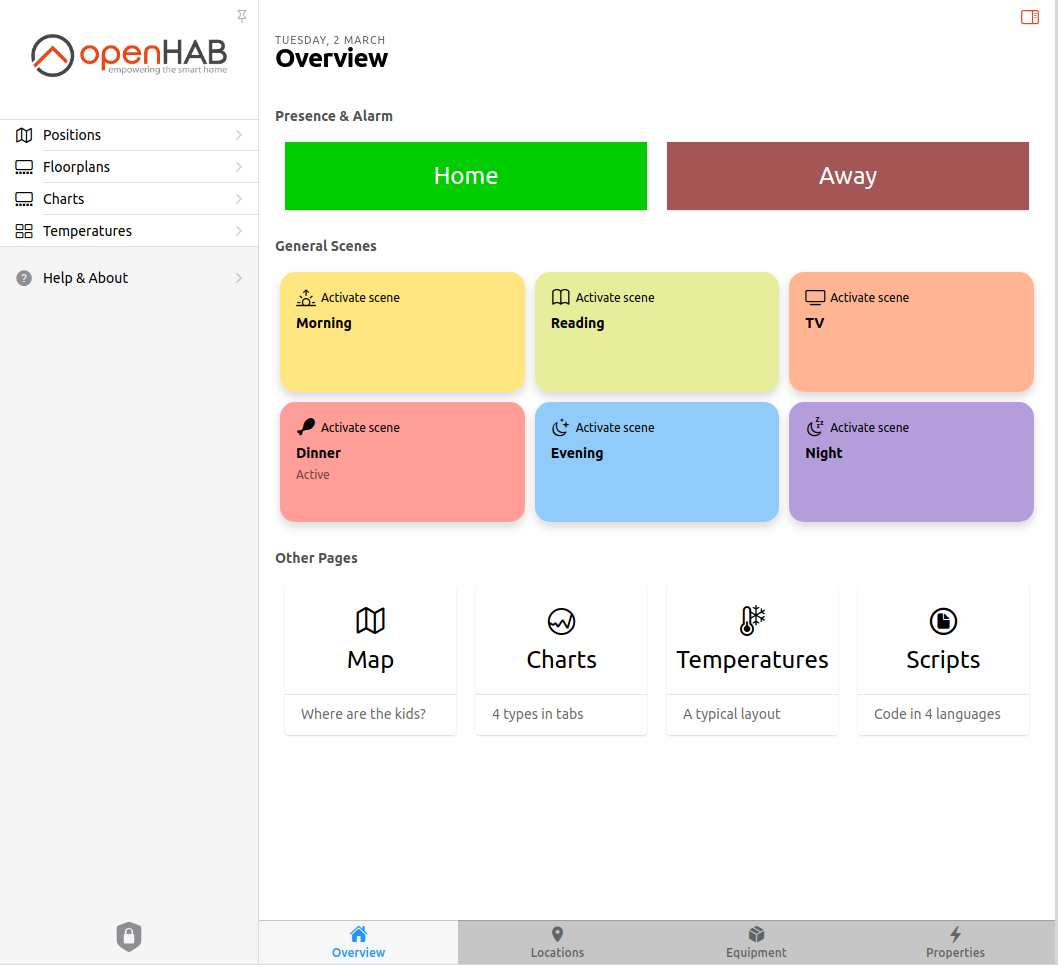 openHAB
empowering the smart home
Positions
Floorplans
Charts
Temperatures
? Help & About
TUESDAY, 2 MARCH
Overview
Presence & Alarm
Home
Away
General Scenes
Activate scene
Morning
Activate scene
Reading
Activate scene
TV
Activate scene
Dinner
Active
Activate scene
Evening
Activate scene
Night
Other Pages
Map
Where are the kids?
Charts
4 types in tabs
Temperatures
A typical layout
Scripts
Code in 4 languages
Overview
Locations
Equipment
Properties